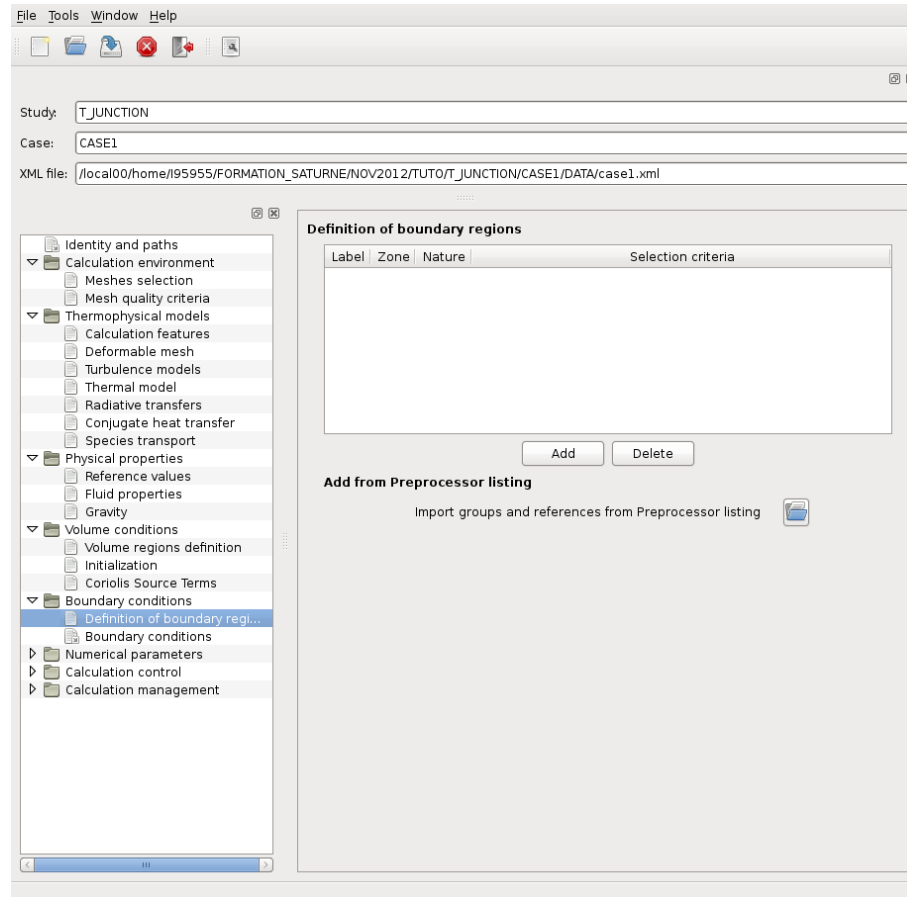 File Tools Window Help
Study: T_JUNCTION
Case: CASE1
XML file: /local00/home/I95955/FORMATION_SATURNE/NOV2012/TUTO/T_JUNCTION/CASE1/DATA/case1.xml
Identity and paths
Calculation environment
Meshes selection
Mesh quality criteria
Thermophysical models
Calculation features
Deformable mesh
Turbulence models
Thermal model
Radiative transfers
Conjugate heat transfer
Species transport
Physical properties
Reference values
Fluid properties
Gravity
Volume conditions
Volume regions definition
Initialization
Coriolis Source Terms
Boundary conditions
Definition of boundary regi...
Boundary conditions
Numerical parameters
Calculation control
Calculation management
Definition of boundary regions
Label Zone Nature Selection criteria
Add Delete
Add from Preprocessor listing
Import groups and references from Preprocessor listing